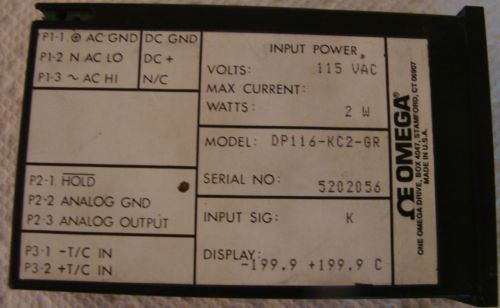 P1-1 ⏚ AC GND DC GND
P1-2 N AC LO DC +
P1-3 ~ AC HI N/C
P2-1 HOLD
P2-2 ANALOG GND
P2-3 ANALOG OUTPUT
P3-1 -T/C IN
P3-2 +T/C IN
INPUT POWER
VOLTS: 115 VAC
MAX CURRENT:
WATTS: 2 W
MODEL: DP116-KC2-GR
SERIAL NO: 5202056
INPUT SIG: K
DISPLAY:
-199.9 +199.9 C
ΩE OMEGA®
ONE OMEGA DRIVE, BOX 4047, STAMFORD, CT 06907
MADE IN U.S.A.